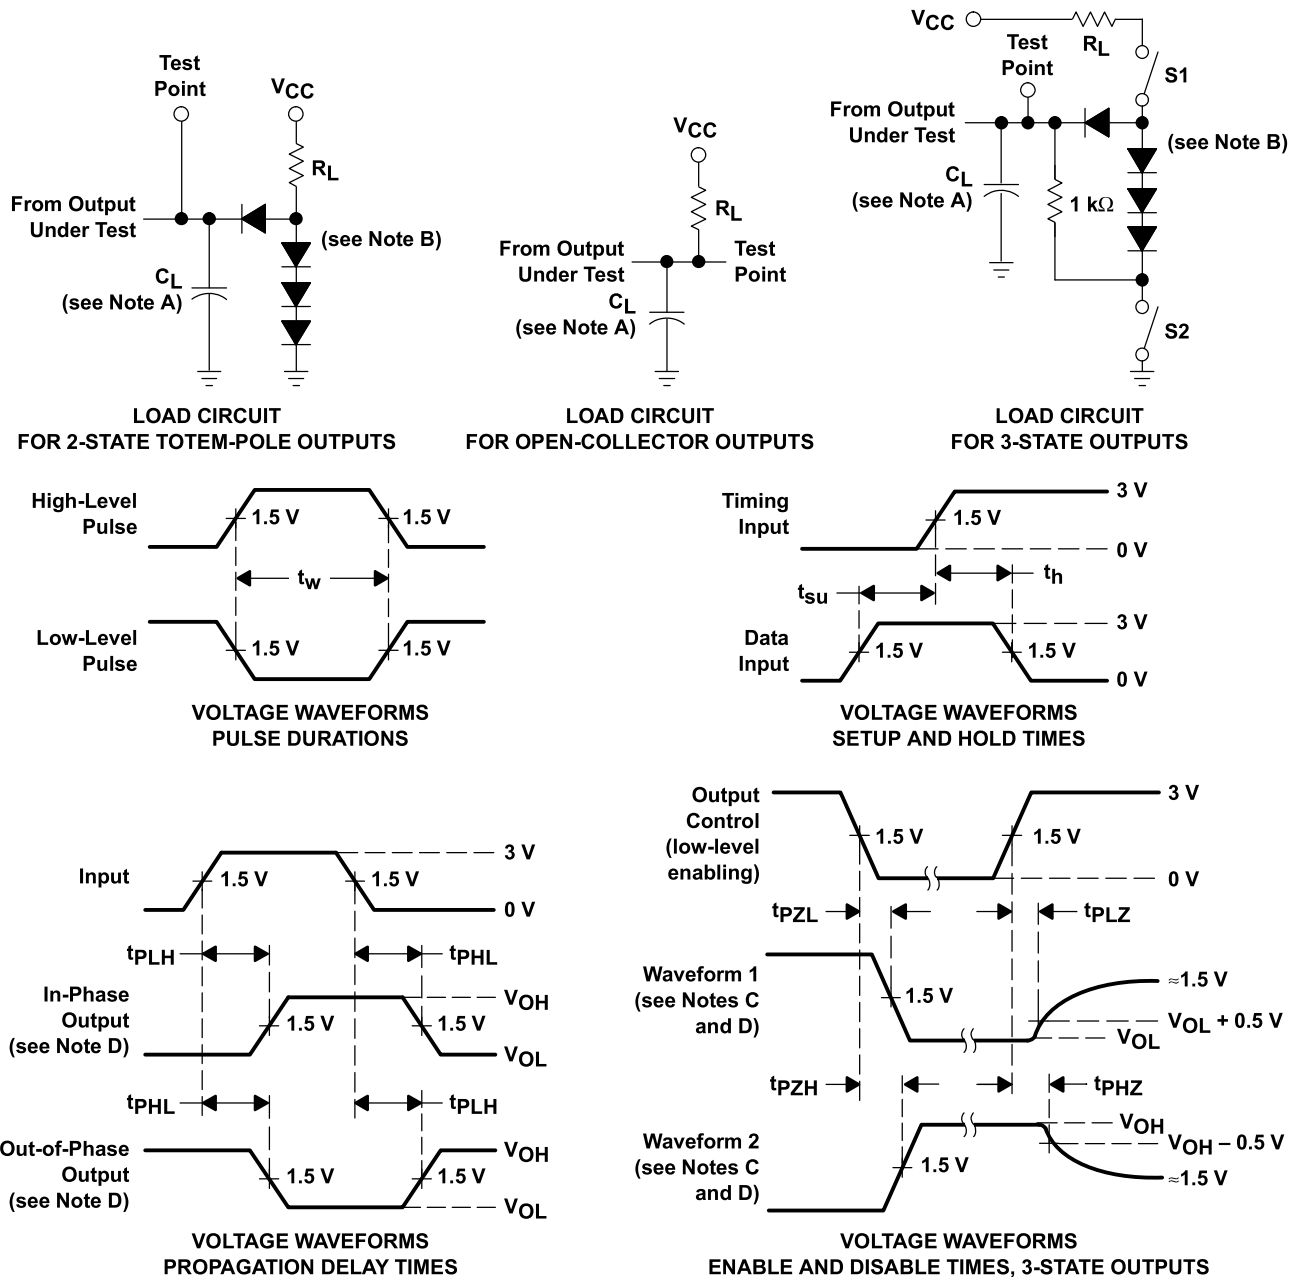 Test
Point
VCC
RL
From Output
Under Test
(see Note B)
CL
(see Note A)
LOAD CIRCUIT
FOR 2-STATE TOTEM-POLE OUTPUTS
VCC
RL
From Output
Under Test
Test
Point
CL
(see Note A)
LOAD CIRCUIT
FOR OPEN-COLLECTOR OUTPUTS
VCC
RL
Test
Point
S1
From Output
Under Test
(see Note B)
CL
(see Note A)
1 kΩ
S2
LOAD CIRCUIT
FOR 3-STATE OUTPUTS
High-Level
Pulse
1.5 V
1.5 V
tw
Low-Level
Pulse
1.5 V
1.5 V
VOLTAGE WAVEFORMS
PULSE DURATIONS
Timing
Input
1.5 V
3 V
0 V
th
tsu
Data
Input
1.5 V
1.5 V
3 V
0 V
VOLTAGE WAVEFORMS
SETUP AND HOLD TIMES
Input
1.5 V
1.5 V
3 V
0 V
tPLH
tPHL
In-Phase
Output
(see Note D)
1.5 V
1.5 V
VOH
VOL
tPHL
tPLH
Out-of-Phase
Output
(see Note D)
1.5 V
1.5 V
VOH
VOL
VOLTAGE WAVEFORMS
PROPAGATION DELAY TIMES
Output
Control
(low-level
enabling)
1.5 V
1.5 V
3 V
0 V
tPZL
tPLZ
Waveform 1
(see Notes C
and D)
1.5 V
≈1.5 V
VOL + 0.5 V
VOL
tPZH
tPHZ
Waveform 2
(see Notes C
and D)
1.5 V
VOH
VOH – 0.5 V
≈1.5 V
VOLTAGE WAVEFORMS
ENABLE AND DISABLE TIMES, 3-STATE OUTPUTS